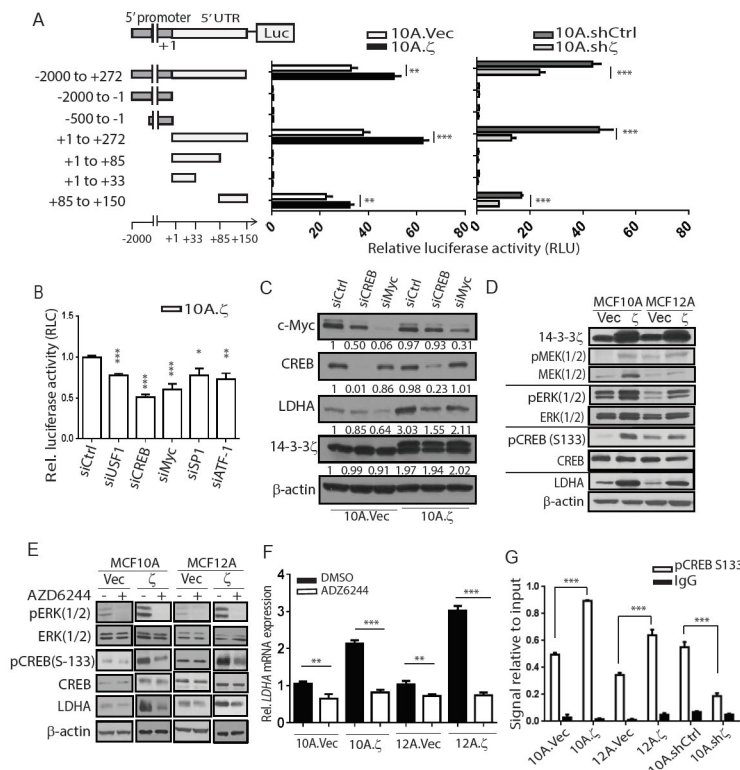 A
5' promoter
5' UTR
+1
Luc
10A.Vec
10A.ζ
10A.shCtrl
10A.shζ
-2000 to +272
-2000 to -1
-500 to -1
+1 to +272
+1 to +85
+1 to +33
+85 to +150
**
***
**
***
***
***
-2000
+1
+33
+85
+150
0 20 40 60 80
0 20 40 60 80
Relative luciferase activity (RLU)
B
10A.ζ
Rel. luciferase activity (RLC)
1.5
1.0
0.5
0.0
***
***
***
*
**
siCtrl
siUSF1
siCREB
siMyc
siSP1
siATF-1
C
siCtrl
siCREB
siMyc
siCtrl
siCREB
siMyc
c-Myc
1 0.50 0.06 0.97 0.93 0.31
CREB
1 0.01 0.86 0.98 0.23 1.01
LDHA
1 0.85 0.64 3.03 1.55 2.11
14-3-3ζ
1 0.99 0.91 1.97 1.94 2.02
β-actin
10A.Vec
10A.ζ
D
MCF10A MCF12A
Vec ζ Vec ζ
14-3-3ζ
pMEK(1/2)
MEK(1/2)
pERK(1/2)
ERK(1/2)
pCREB (S133)
CREB
LDHA
β-actin
E
MCF10A
MCF12A
Vec ζ Vec ζ
AZD6244 - + - + - + - +
pERK(1/2)
ERK(1/2)
pCREB(S-133)
CREB
LDHA
β-actin
F
DMSO
ADZ6244
Rel. LDHA mRNA expression
4
3
2
1
0
**
***
**
***
10A.Vec
10A.ζ
12A.Vec
12A.ζ
G
pCREB S133
IgG
Signal relative to input
1.0
0.8
0.6
0.4
0.2
0.0
***
***
***
10A.Vec
10A.ζ
12A.Vec
12A.ζ
10A.shCtrl
10A.shζ